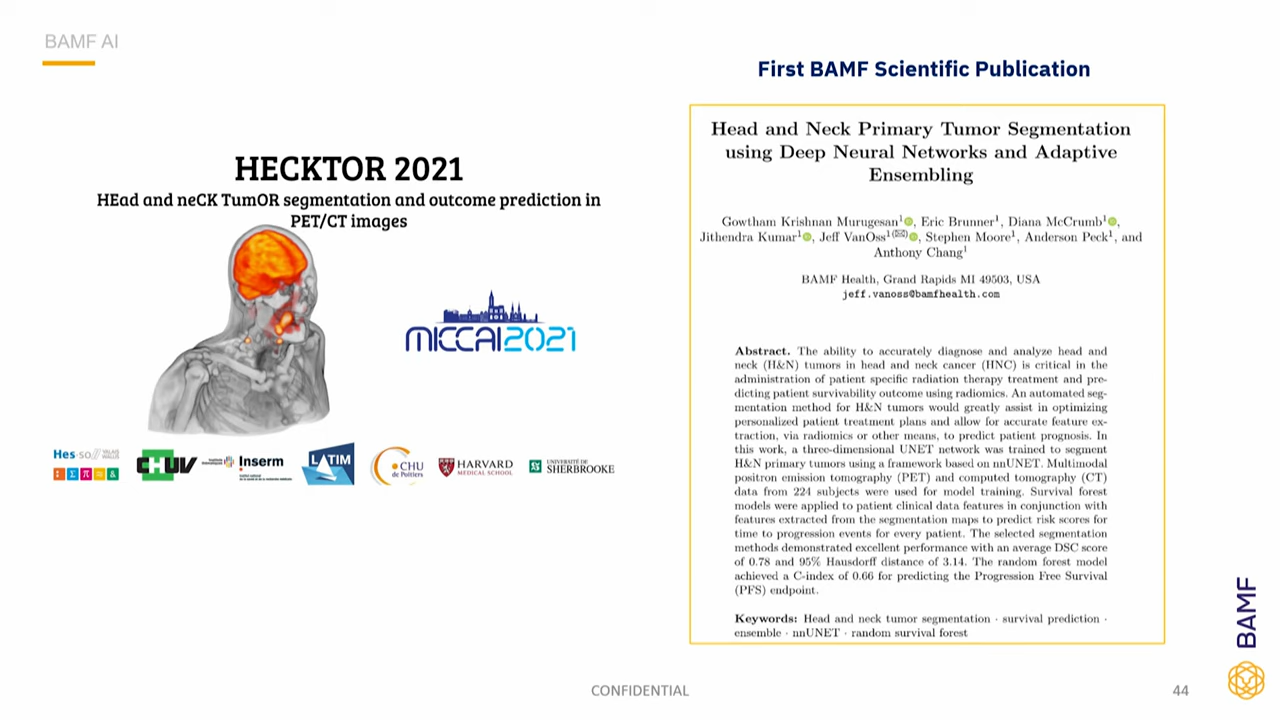 BAMF AI
First BAMF Scientific Publication
HECKTOR 2021
HEad and neCK TumOR segmentation and outcome prediction in
PET/CT images
MICCAI2021
Hes·so// VALAIS
WALLIS
CHUV
Inserm
LATIM
CHU
de Poitiers
HARVARD
MEDICAL SCHOOL
UNIVERSITÉ DE
SHERBROOKE
Head and Neck Primary Tumor Segmentation
using Deep Neural Networks and Adaptive
Ensembling
Gowtham Krishnan Murugesan1, Eric Brunner1, Diana McCrumb1,
Jithendra Kumar1, Jeff VanOss1(✉), Stephen Moore1, Anderson Peck1, and
Anthony Chang1
BAMF Health, Grand Rapids MI 49503, USA
jeff.vanoss@bamfhealth.com
Abstract. The ability to accurately diagnose and analyze head and
neck (H&N) tumors in head and neck cancer (HNC) is critical in the
administration of patient specific radiation therapy treatment and pre-
dicting patient survivability outcome using radiomics. An automated seg-
mentation method for H&N tumors would greatly assist in optimizing
personalized patient treatment plans and allow for accurate feature ex-
traction, via radiomics or other means, to predict patient prognosis. In
this work, a three-dimensional UNET network was trained to segment
H&N primary tumors using a framework based on nnUNET. Multimodal
positron emission tomography (PET) and computed tomography (CT)
data from 224 subjects were used for model training. Survival forest
models were applied to patient clinical data features in conjunction with
features extracted from the segmentation maps to predict risk scores for
time to progression events for every patient. The selected segmentation
methods demonstrated excellent performance with an average DSC score
of 0.78 and 95% Hausdorff distance of 3.14. The random forest model
achieved a C-index of 0.66 for predicting the Progression Free Survival
(PFS) endpoint.
Keywords: Head and neck tumor segmentation · survival prediction ·
ensemble · nnUNET · random survival forest
BAMF
CONFIDENTIAL
44